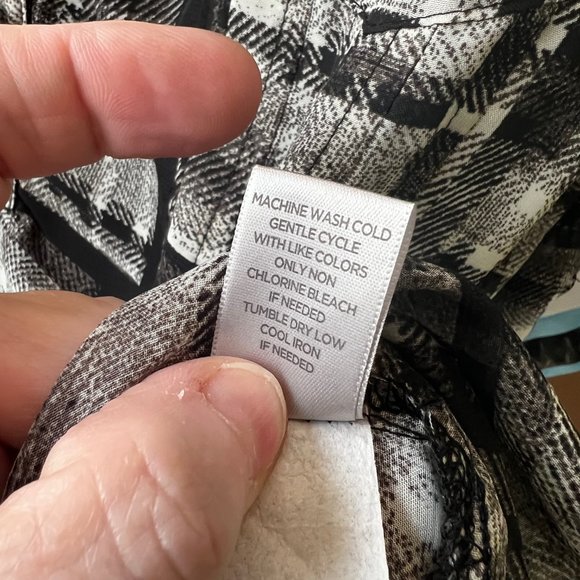 MACHINE WASH COLD
GENTLE CYCLE
WITH LIKE COLORS
ONLY NON
CHLORINE BLEACH
IF NEEDED
TUMBLE DRY LOW
COOL IRON
IF NEEDED